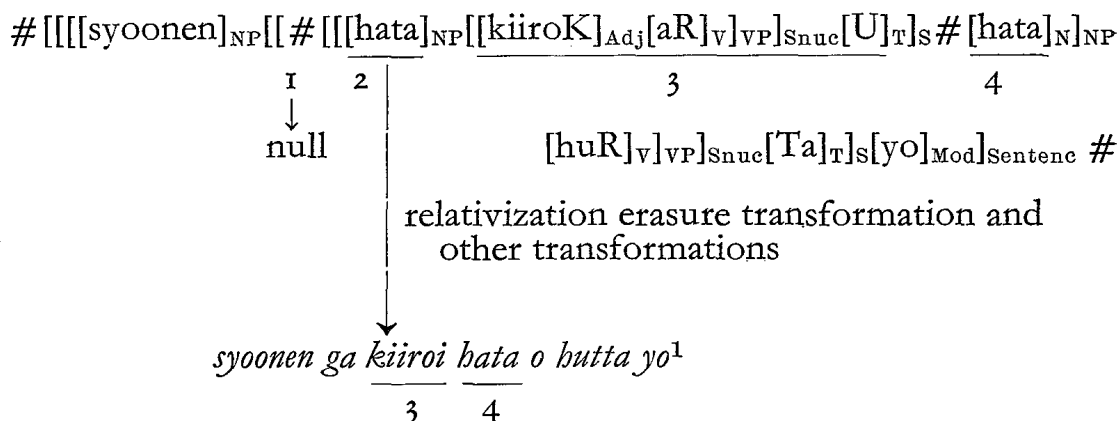 #[[[[syoonen]NP[[#[[[hata]NP[[kiiroK]Adj[aR]V]VP]Snuc[U]T]S#[hata]N]NP
1 2 3 4
null [huR]V]VP]Snuc[Ta]T]S[yo]Mod]Sentenc #
relativization erasure transformation and
other transformations
syoonen ga kiiroi hata o hutta yo1
3 4